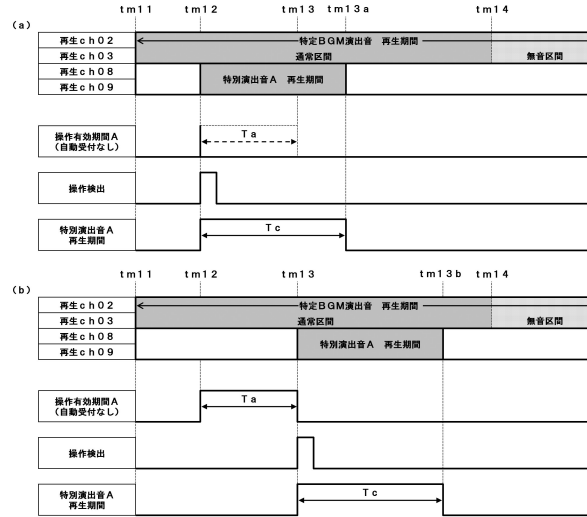 ｔｍ１１ ｔｍ１２ ｔｍ１３ ｔｍ１３ａ ｔｍ１４
（ａ）
再生ｃｈ０２ 特定ＢＧＭ演出音　再生期間
再生ｃｈ０３ 通常区間 無音区間
再生ｃｈ０８ 特別演出音Ａ　再生期間
再生ｃｈ０９
操作有効期間Ａ Ｔａ
（自動受付なし）
操作検出
特別演出音Ａ Ｔｃ
再生期間
ｔｍ１１ ｔｍ１２ ｔｍ１３ ｔｍ１３ｂ ｔｍ１４
（ｂ）
再生ｃｈ０２ 特定ＢＧＭ演出音　再生期間
再生ｃｈ０３ 通常区間 無音区間
再生ｃｈ０８ 特別演出音Ａ　再生期間
再生ｃｈ０９
操作有効期間Ａ Ｔａ
（自動受付なし）
操作検出
特別演出音Ａ Ｔｃ
再生期間